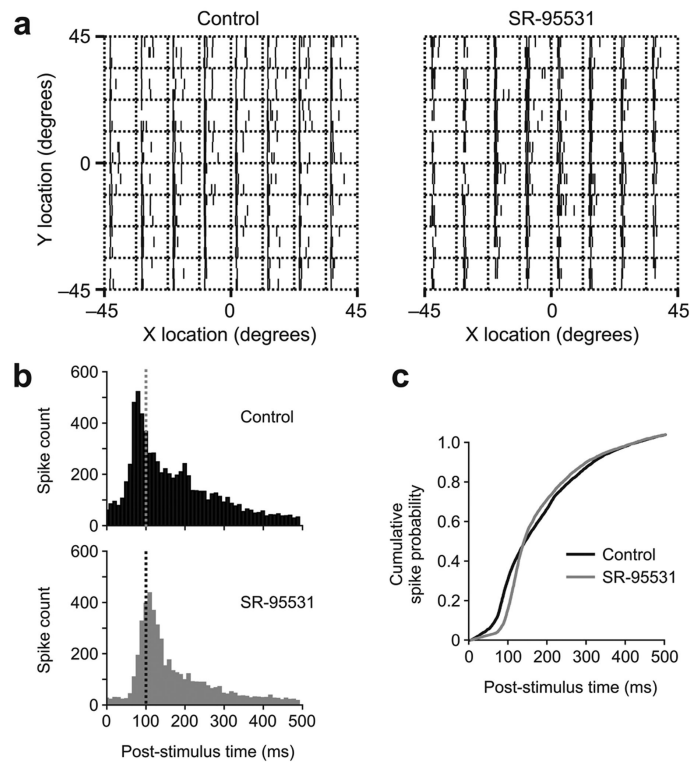 a
Control
SR-95531
45
0
–45
Y location (degrees)
–45
0
45
X location (degrees)
–45
0
45
X location (degrees)
b
600
400
200
0
Spike count
Control
600
400
200
0
Spike count
SR-95531
0
100
200
300
400
500
Post-stimulus time (ms)
c
1.0
0.8
0.6
0.4
0.2
0
Cumulative
spike probability
Control
SR-95531
0
100
200
300
400
500
Post-stimulus time (ms)